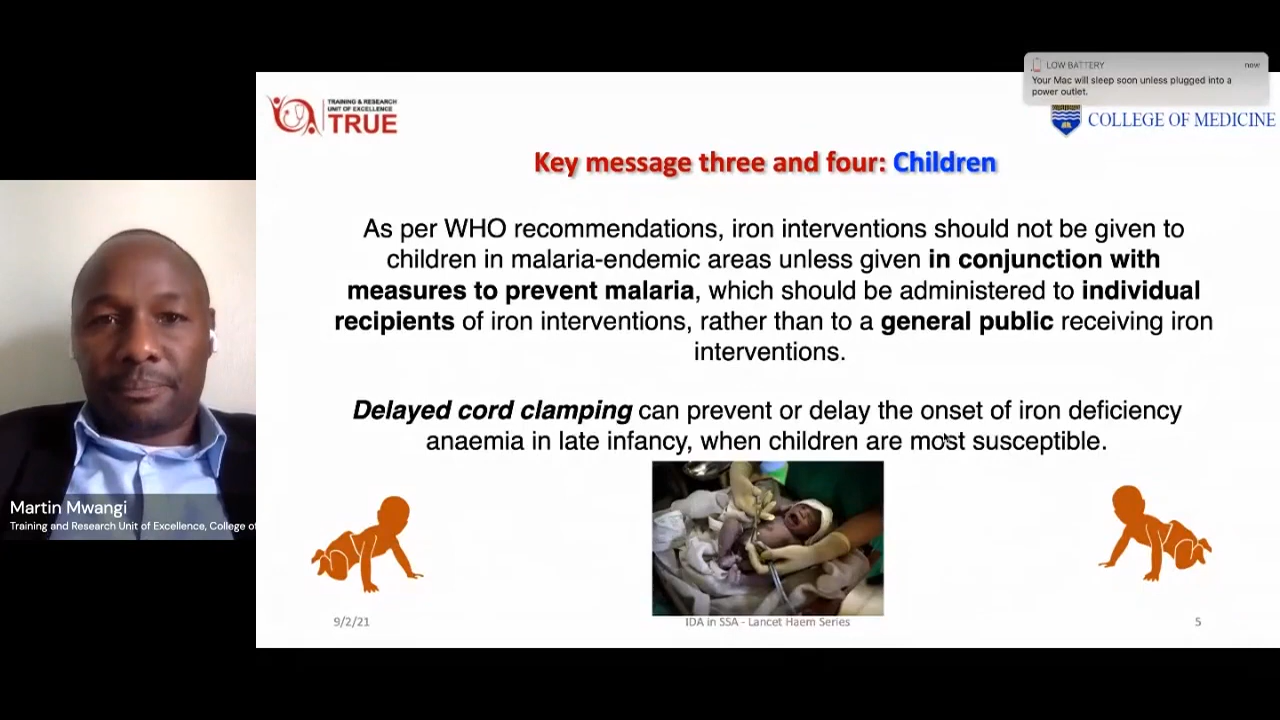 LOW BATTERY
now
Your Mac will sleep soon unless plugged into a
power outlet.
TRAINING & RESEARCH
UNIT OF EXCELLENCE
TRUE
COLLEGE OF MEDICINE
Key message three and four: Children
As per WHO recommendations, iron interventions should not be given to
children in malaria-endemic areas unless given in conjunction with
measures to prevent malaria, which should be administered to individual
recipients of iron interventions, rather than to a general public receiving iron
interventions.
Delayed cord clamping can prevent or delay the onset of iron deficiency
anaemia in late infancy, when children are most susceptible.
Martin Mwangi
Training and Research Unit of Excellence, College of
9/2/21
IDA in SSA - Lancet Haem Series
5